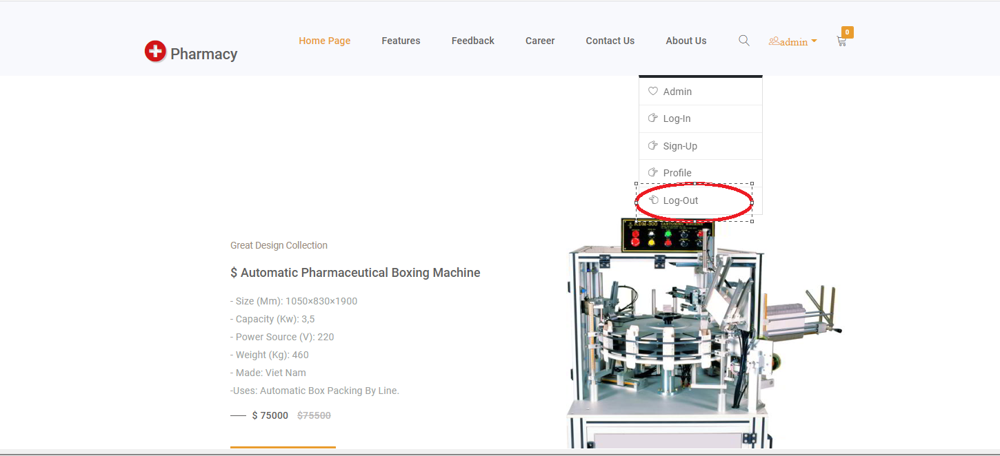 Pharmacy
Home Page
Features
Feedback
Career
Contact Us
About Us
admin
0
Admin
Log-In
Sign-Up
Profile
Log-Out
KDM-300 CARTONING MACHINE
Great Design Collection
$ Automatic Pharmaceutical Boxing Machine
- Size (Mm): 1050×830×1900
- Capacity (Kw): 3,5
- Power Source (V): 220
- Weight (Kg): 460
- Made: Viet Nam
-Uses: Automatic Box Packing By Line.
$ 75000 $75500